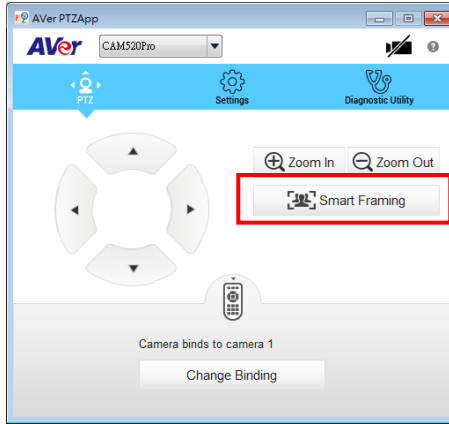 AVer PTZApp
AVer CAM520Pro
PTZ Settings Diagnostic Utility
Zoom In Zoom Out
Smart Framing
Camera binds to camera 1
Change Binding